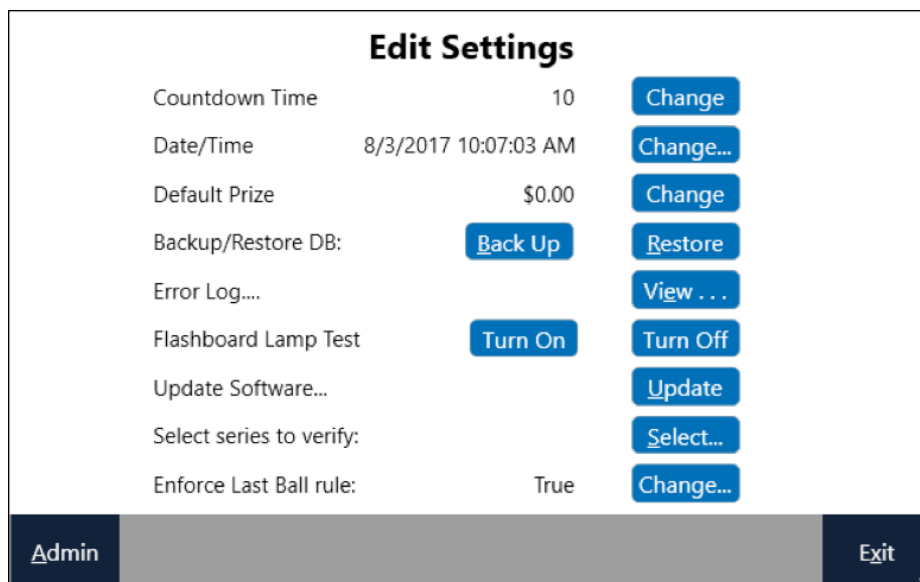 Edit Settings
Countdown Time 10 Change
Date/Time 8/3/2017 10:07:03 AM Change...
Default Prize $0.00 Change
Backup/Restore DB: Back Up Restore
Error Log.... View . . .
Flashboard Lamp Test Turn On Turn Off
Update Software... Update
Select series to verify: Select...
Enforce Last Ball rule: True Change...
Admin Exit